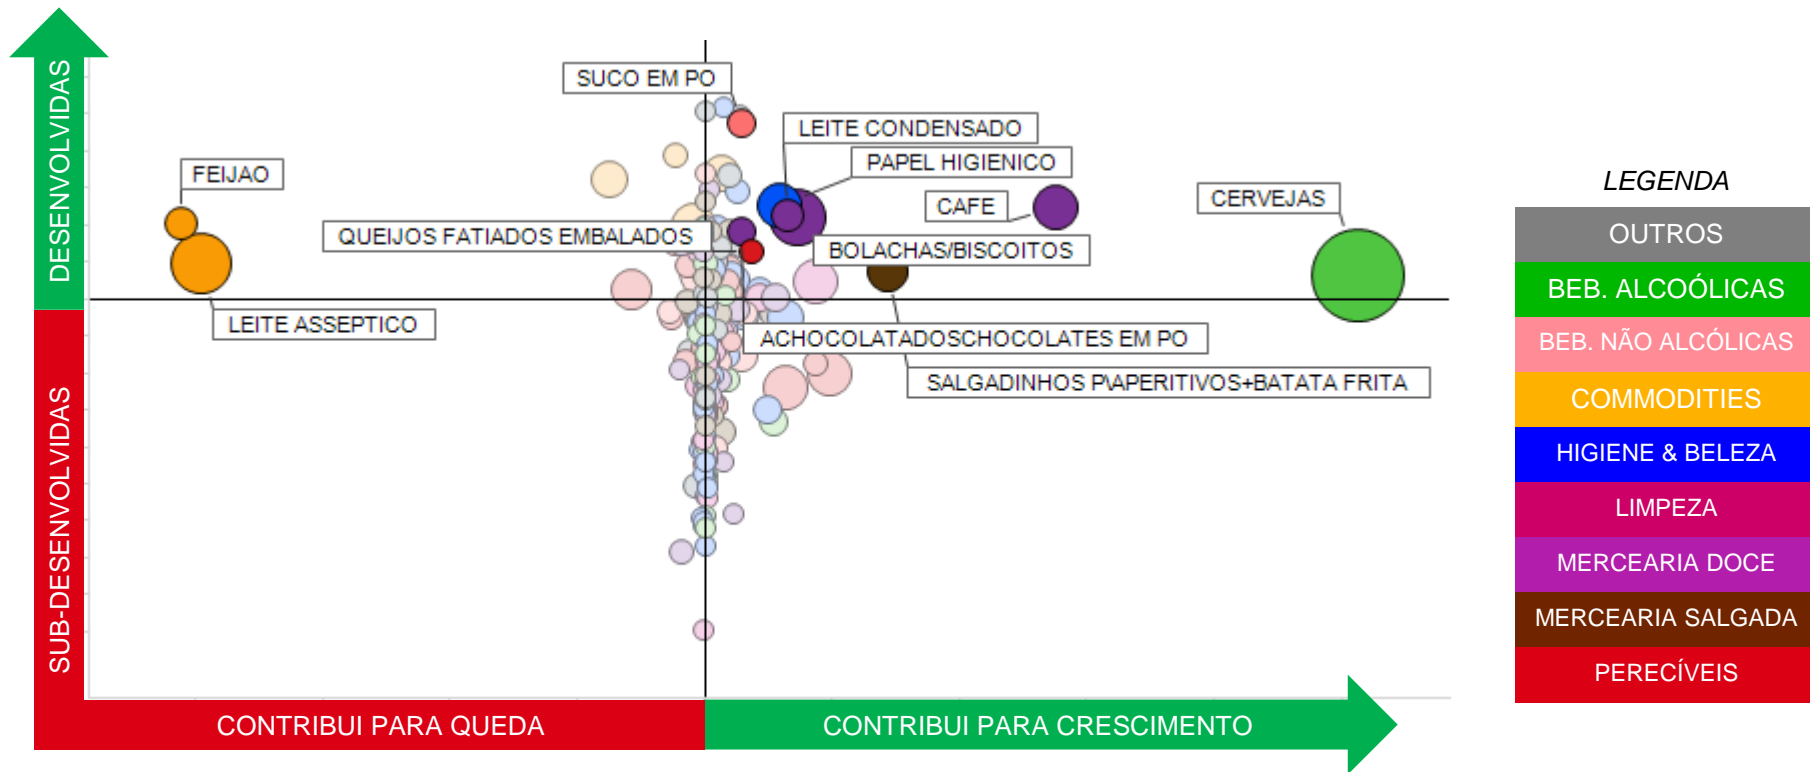 DESENVOLVIDAS
SUB-DESENVOLVIDAS
SUCO EM PO
LEITE CONDENSADO
PAPEL HIGIENICO
FEIJAO
CAFE
CERVEJAS
QUEIJOS FATIADOS EMBALADOS
BOLACHAS/BISCOITOS
LEITE ASSEPTICO
ACHOCOLATADOSCHOCOLATES EM PO
SALGADINHOS P\APERITIVOS+BATATA FRITA
CONTRIBUI PARA QUEDA
CONTRIBUI PARA CRESCIMENTO
LEGENDA
OUTROS
BEB. ALCOÓLICAS
BEB. NÃO ALCÓLICAS
COMMODITIES
HIGIENE & BELEZA
LIMPEZA
MERCEARIA DOCE
MERCEARIA SALGADA
PERECÍVEIS